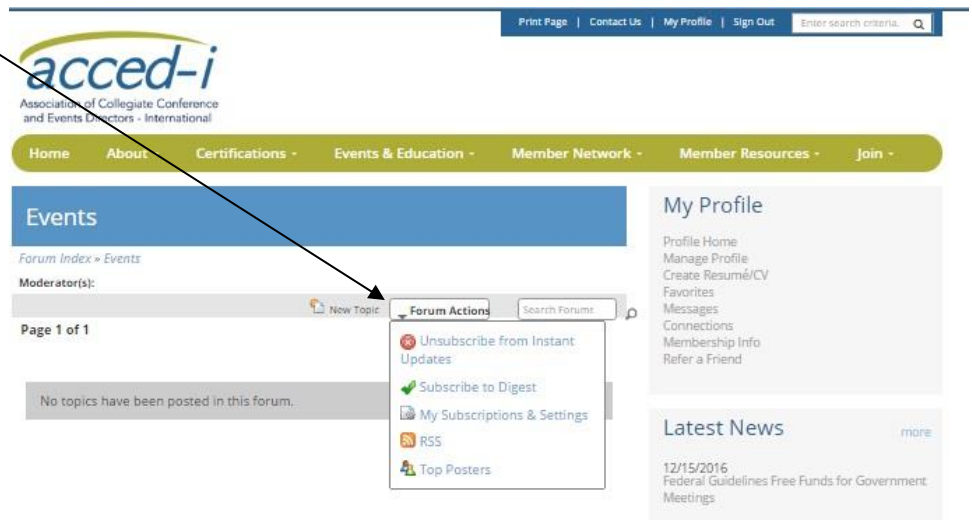 Print Page | Contact Us | My Profile | Sign Out
Enter search criteria.
acced-i
Association of Collegiate Conference
and Events Directors - International
Home About Certifications - Events & Education - Member Network - Member Resources - Join -
Events
Forum Index » Events
Moderator(s):
New Topic Forum Actions Search Forums
Page 1 of 1
Unsubscribe from Instant
Updates
Subscribe to Digest
My Subscriptions & Settings
RSS
Top Posters
No topics have been posted in this forum.
My Profile
Profile Home
Manage Profile
Create Resumé/CV
Favorites
Messages
Connections
Membership Info
Refer a Friend
Latest News more
12/15/2016
Federal Guidelines Free Funds for Government
Meetings